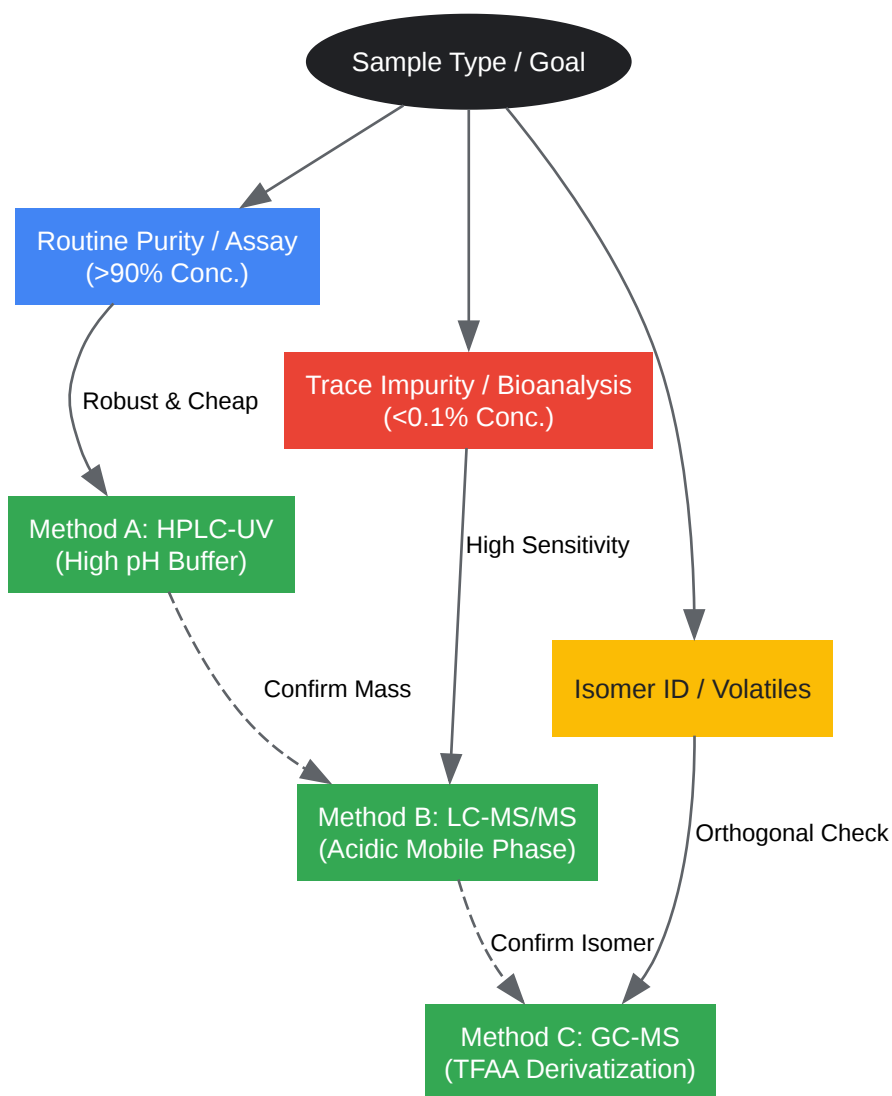 Sample Type / Goal
Routine Purity / Assay
(>90% Conc.)
Trace Impurity / Bioanalysis
(<0.1% Conc.)
Robust & Cheap
Method A: HPLC-UV
(High pH Buffer)
High Sensitivity
Confirm Mass
Isomer ID / Volatiles
Method B: LC-MS/MS
(Acidic Mobile Phase)
Orthogonal Check
Confirm Isomer
Method C: GC-MS
(TFAA Derivatization)